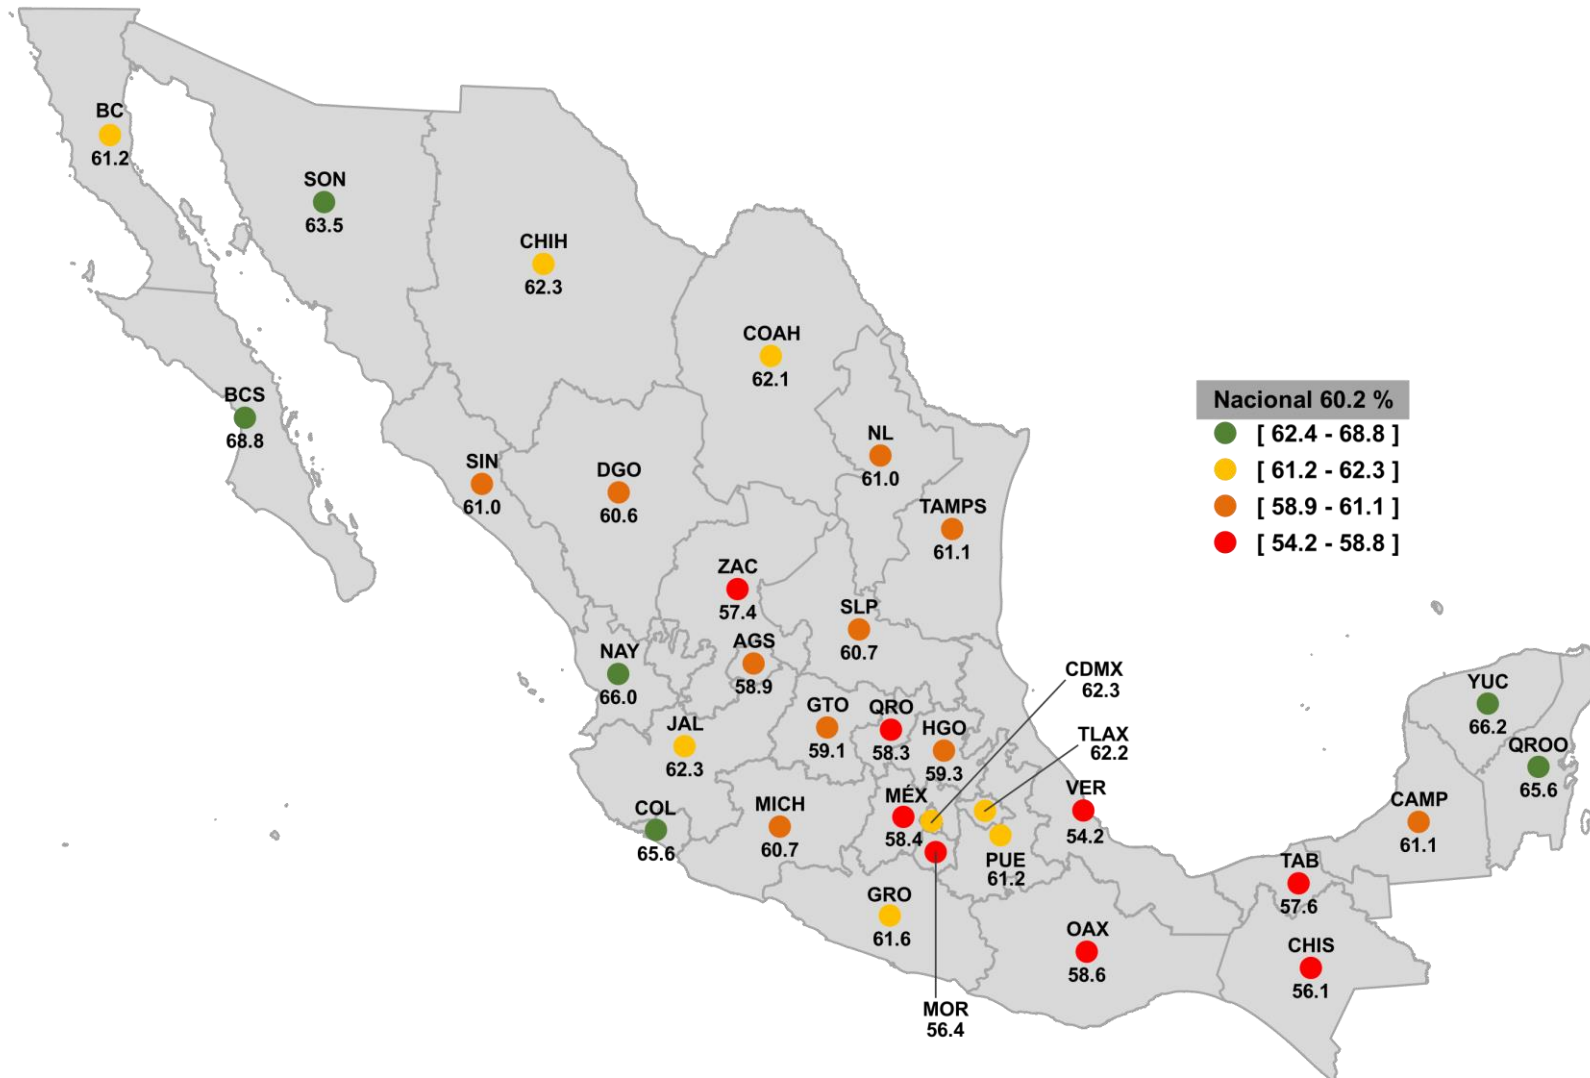 BC
61.2
SON
63.5
CHIH
62.3
COAH
62.1
BCS
68.8
Nacional 60.2 %
[ 62.4 - 68.8 ]
[ 61.2 - 62.3 ]
[ 58.9 - 61.1 ]
[ 54.2 - 58.8 ]
NL
61.0
SIN
61.0
DGO
60.6
TAMPS
61.1
ZAC
57.4
SLP
60.7
NAY
66.0
AGS
58.9
CDMX
62.3
YUC
66.2
GTO
59.1
QRO
58.3
HGO
59.3
JAL
62.3
TLAX
62.2
QROO
65.6
COL
65.6
MICH
60.7
MÉX
58.4
VER
54.2
CAMP
61.1
PUE
61.2
TAB
57.6
GRO
61.6
OAX
58.6
CHIS
56.1
MOR
56.4